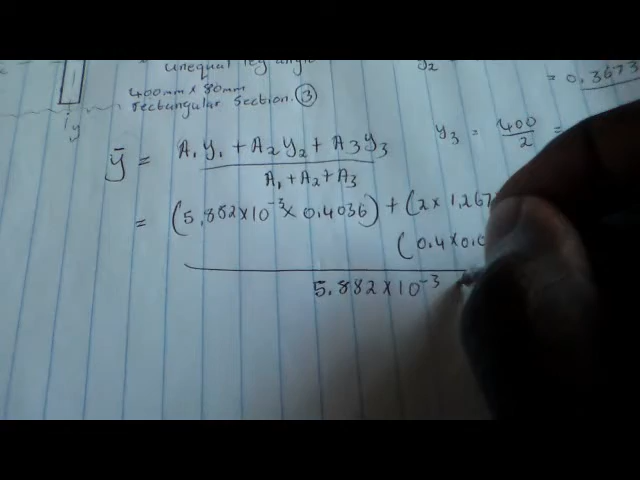 unequal leg angle
400mm x 80mm
rectangular section. ③
y
y2
= 0.3673
y3 = 400/2 =
ȳ = A1y1 + A2y2 + A3y3 / A1 + A2 + A3
= (5.882x10⁻³ x 0.4036) + (2 x 1.267
(0.4x0.0
5.882x10⁻³